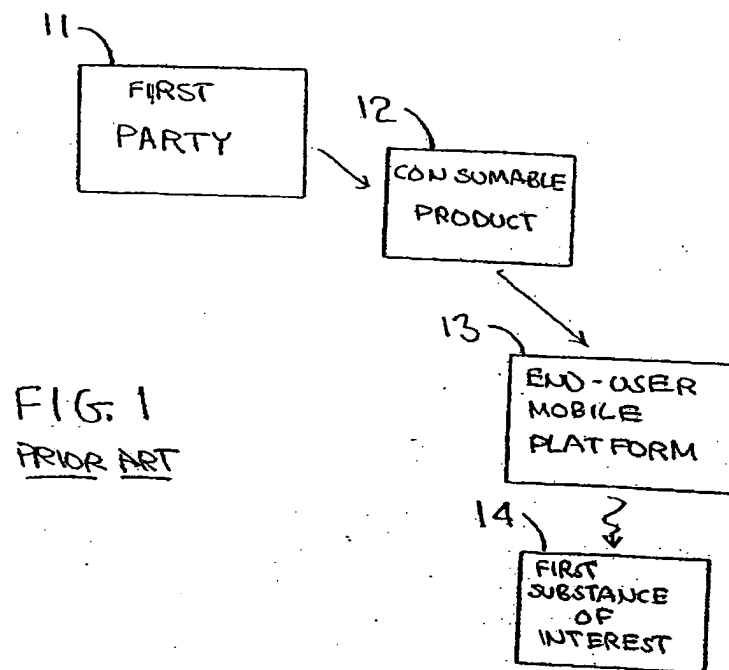 11
FIRST
PARTY
12
CONSUMABLE
PRODUCT
13
END-USER
MOBILE
PLATFORM
FIG. 1
PRIOR ART
14
FIRST
SUBSTANCE
OF
INTEREST